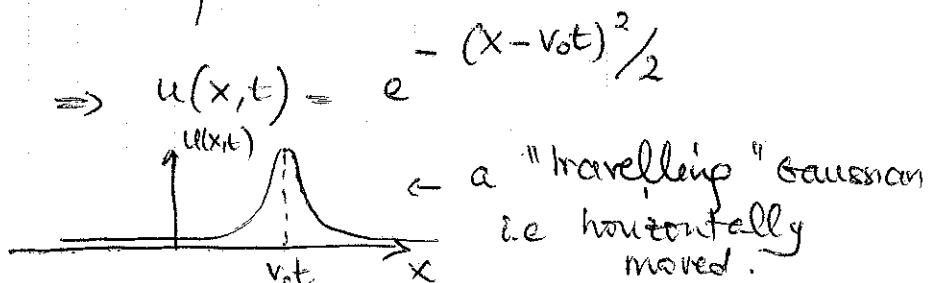 ⇒ u(x,t) = e^{-(x-v₀t)²/2}
u(x,t)
← a "travelling" Gaussian
i.e horizontally
moved.
v₀t x